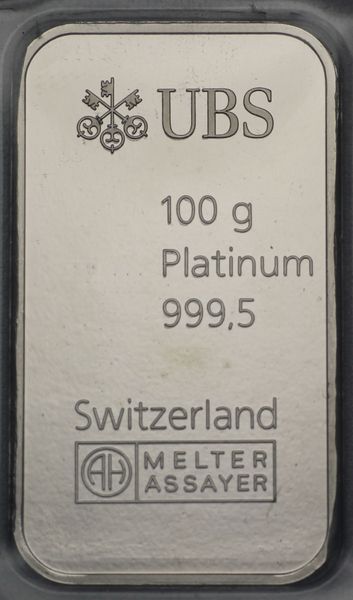 UBS
100 g
Platinum
999,5
Switzerland
AH MELTER
ASSAYER